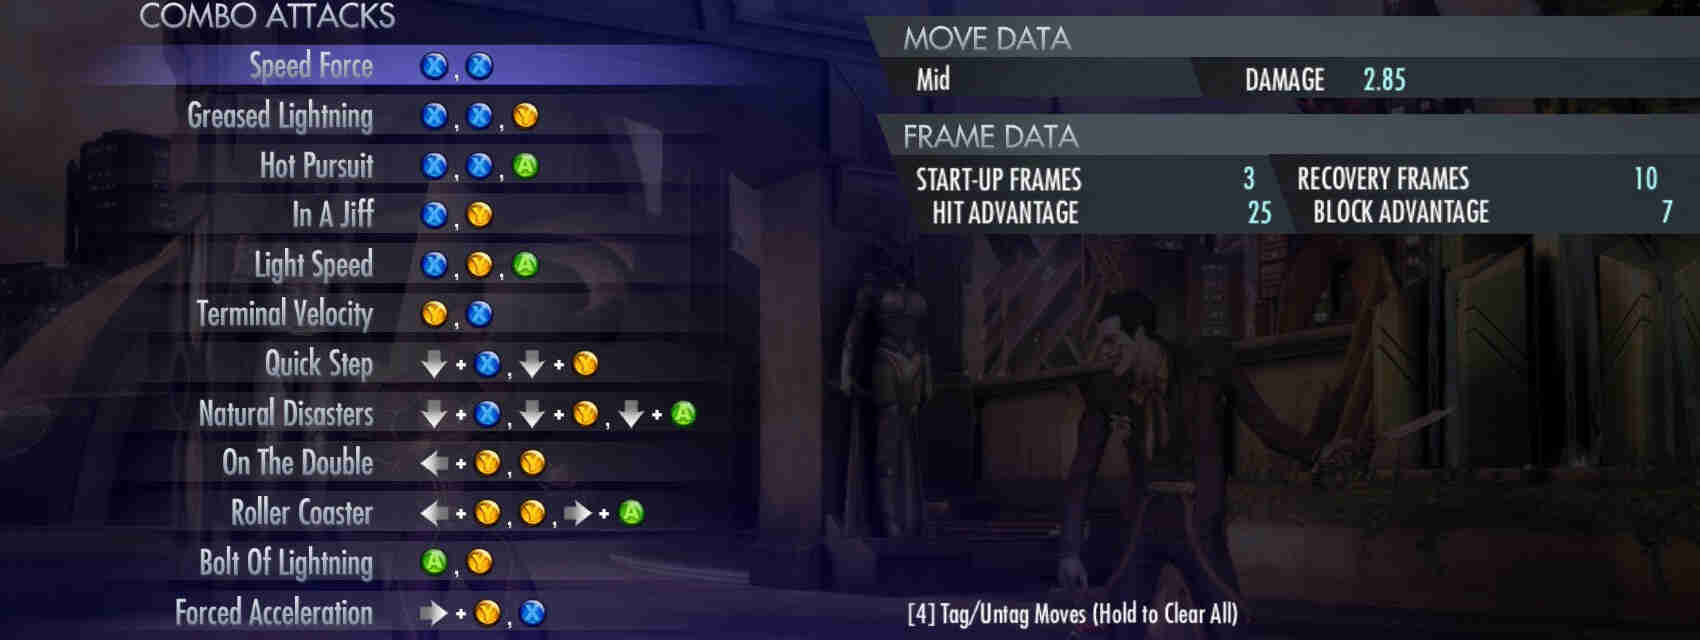 COMBO ATTACKS
Speed Force X , X
Greased Lightning X , X , Y
Hot Pursuit X , X , A
In A Jiff X , Y
Light Speed X , Y , A
Terminal Velocity Y , X
Quick Step + X , + Y
Natural Disasters + X , + Y , + A
On The Double + Y , Y
Roller Coaster + Y , Y , + A
Bolt Of Lightning A , Y
Forced Acceleration + Y , X
MOVE DATA
Mid DAMAGE 2.85
FRAME DATA
START-UP FRAMES 3 RECOVERY FRAMES 10
HIT ADVANTAGE 25 BLOCK ADVANTAGE 7
[4] Tag/Untag Moves (Hold to Clear All)